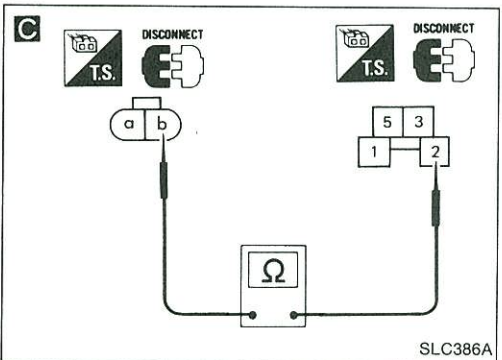 C
DISCONNECT
T.S.
DISCONNECT
T.S.
a b
5 3
1 2
Ω
SLC386A